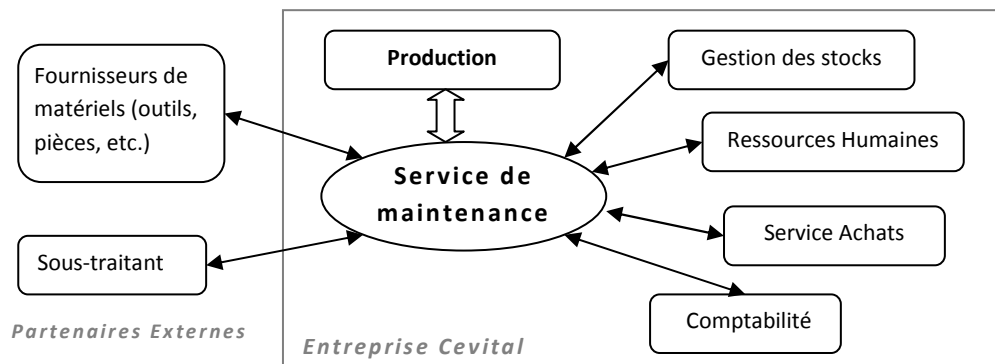 Fournisseurs de
matériels (outils,
pièces, etc.)
Sous-traitant
Partenaires Externes
Production
Service de
maintenance
Gestion des stocks
Ressources Humaines
Service Achats
Comptabilité
Entreprise Cevital